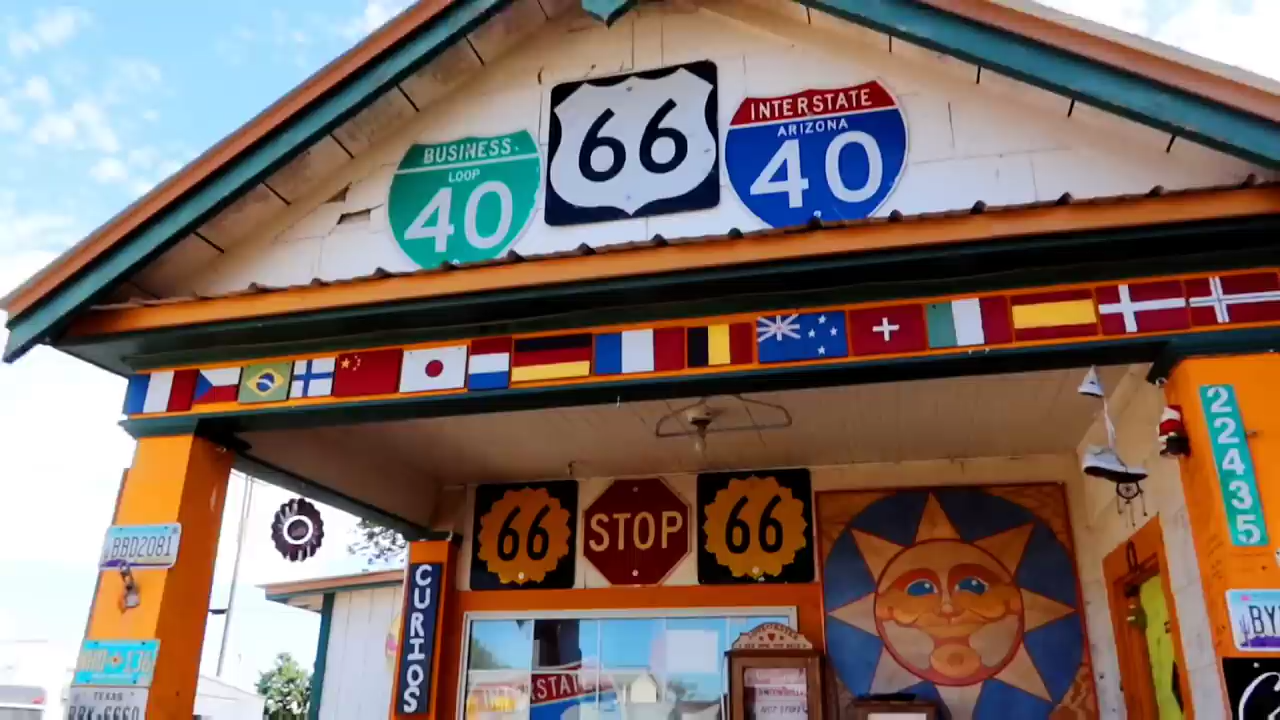 BUSINESS
LOOP
40
66
INTERSTATE
ARIZONA
40
22435
66
STOP
66
BBD2081
CURIOS
TEXAS